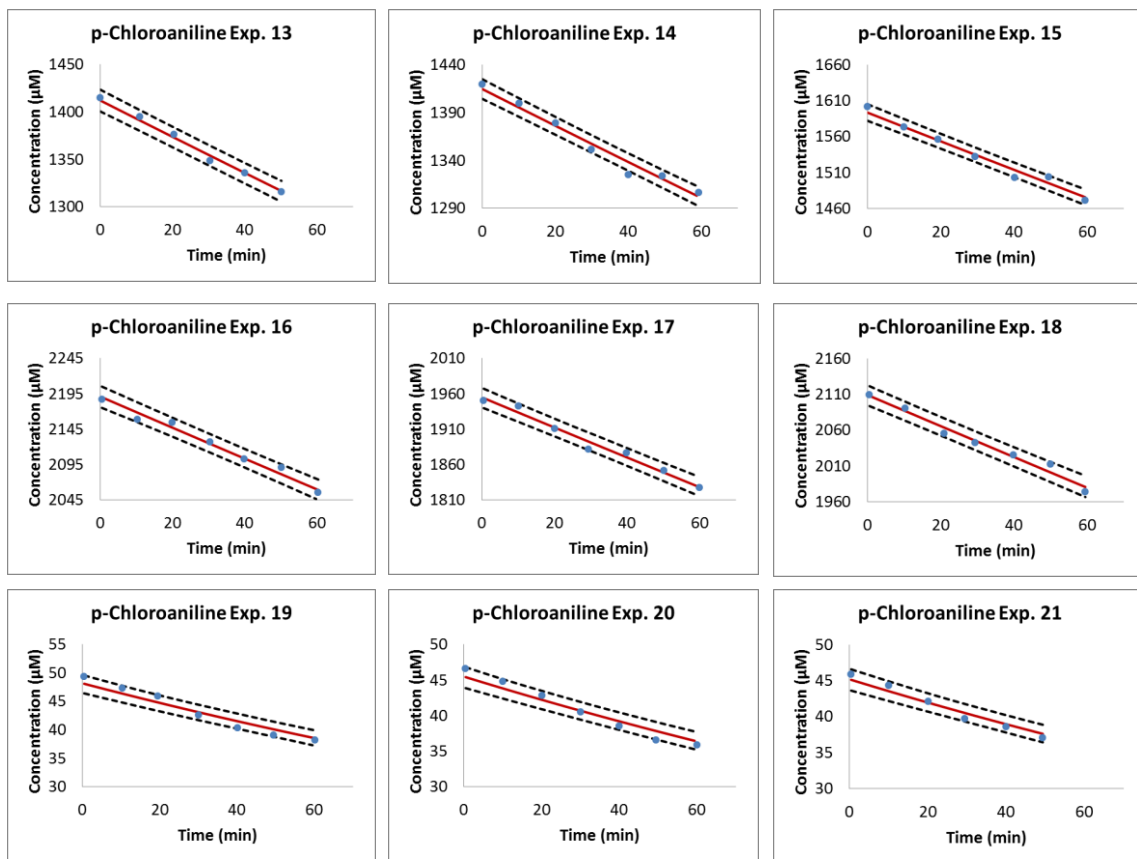 p-Chloroaniline Exp. 13
Concentration (µM)
1450
1400
1350
1300
0 20 40 60
Time (min)
p-Chloroaniline Exp. 14
Concentration (µM)
1440
1390
1340
1290
0 20 40 60
Time (min)
p-Chloroaniline Exp. 15
Concentration (µM)
1660
1610
1560
1510
1460
0 20 40 60
Time (min)
p-Chloroaniline Exp. 16
Concentration (µM)
2245
2195
2145
2095
2045
0 20 40 60
Time (min)
p-Chloroaniline Exp. 17
Concentration (µM)
2010
1960
1910
1860
1810
0 20 40 60
Time (min)
p-Chloroaniline Exp. 18
Concentration (µM)
2160
2110
2060
2010
1960
0 20 40 60
Time (min)
p-Chloroaniline Exp. 19
Concentration (µM)
55
50
45
40
35
30
0 20 40 60
Time (min)
p-Chloroaniline Exp. 20
Concentration (µM)
50
45
40
35
30
0 20 40 60
Time (min)
p-Chloroaniline Exp. 21
Concentration (µM)
50
45
40
35
30
0 20 40 60
Time (min)